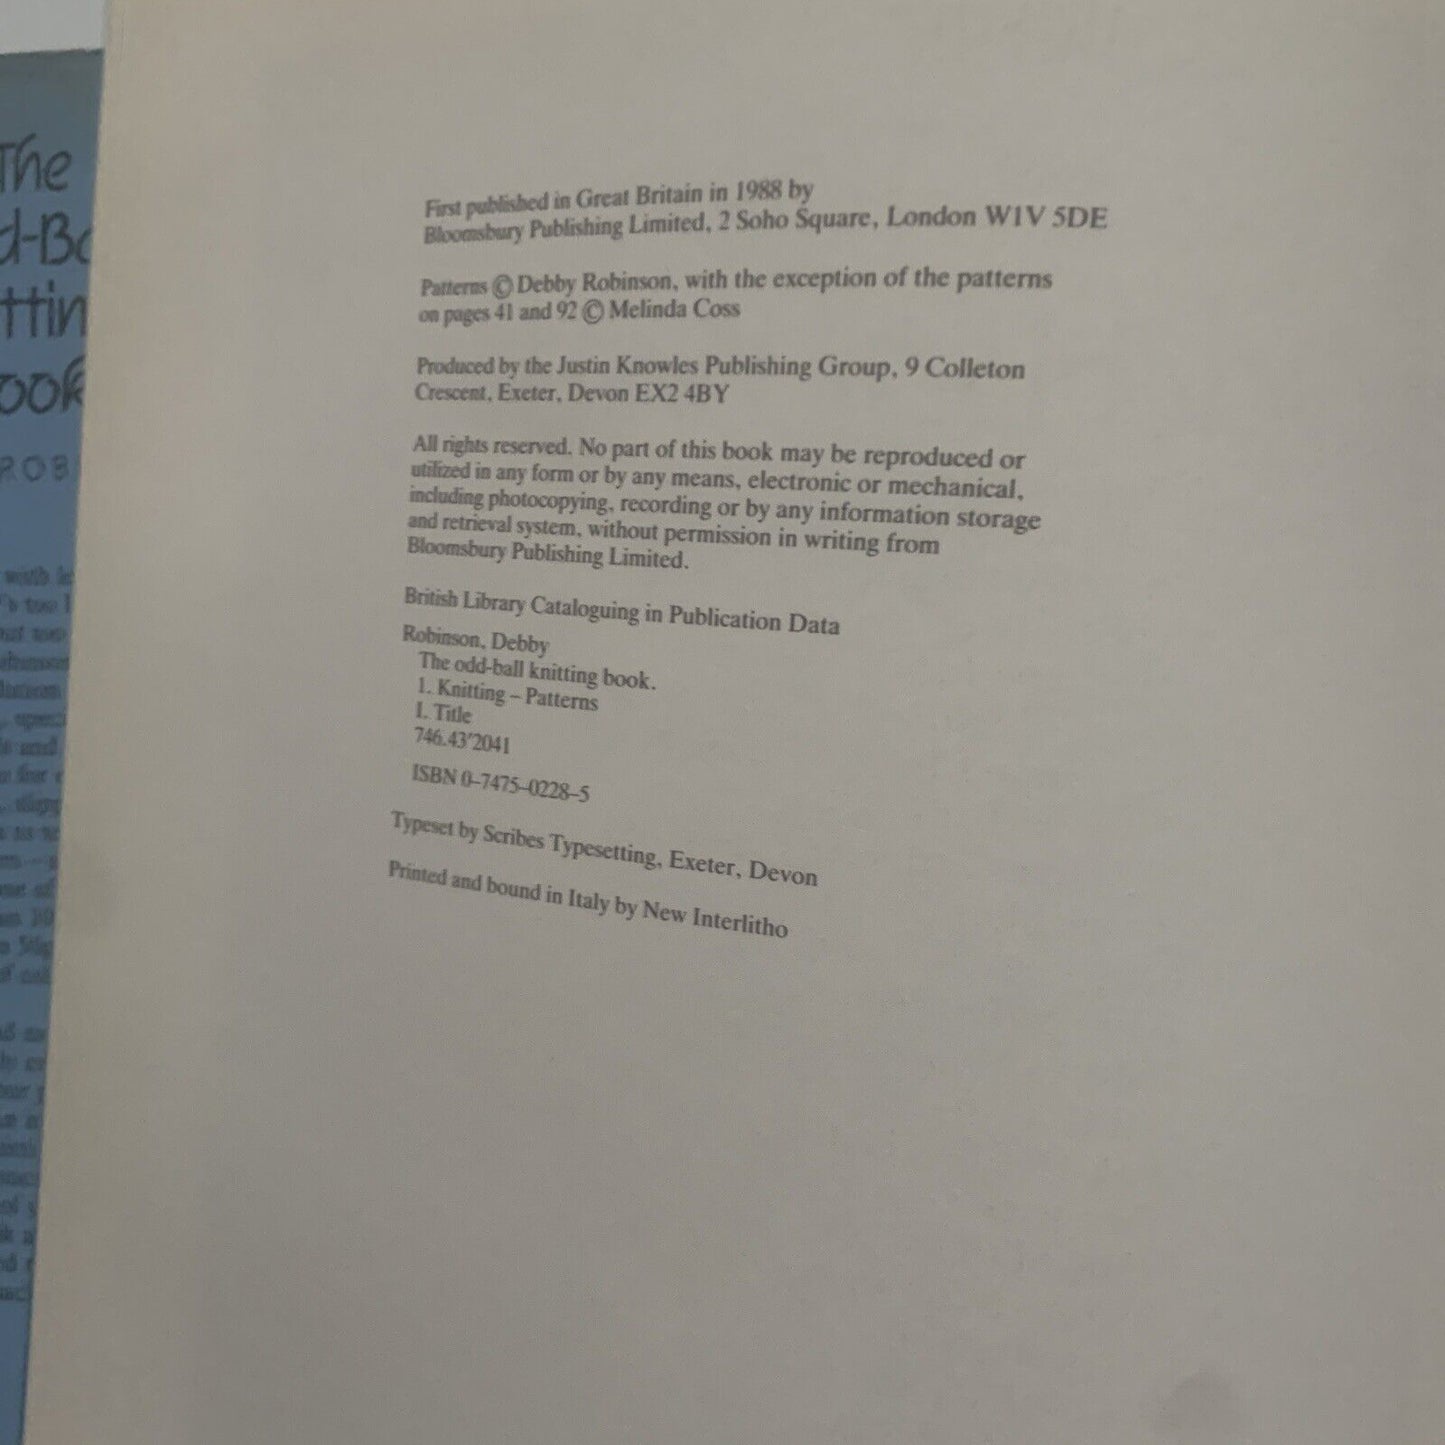 The
ROB
First published in Great Britain in 1988 by
Bloomsbury Publishing Limited, 2 Soho Square, London W1V 5DE
Patterns © Debby Robinson, with the exception of the patterns
on pages 41 and 92 © Melinda Coss
Produced by the Justin Knowles Publishing Group, 9 Colleton
Crescent, Exeter, Devon EX2 4BY
All rights reserved. No part of this book may be reproduced or
utilized in any form or by any means, electronic or mechanical,
including photocopying, recording or by any information storage
and retrieval system, without permission in writing from
Bloomsbury Publishing Limited.
British Library Cataloguing in Publication Data
Robinson, Debby
The odd-ball knitting book.
1. Knitting – Patterns
I. Title
746.43'2041
ISBN 0–7475–0228–5
Typeset by Scribes Typesetting, Exeter, Devon
Printed and bound in Italy by New Interlitho